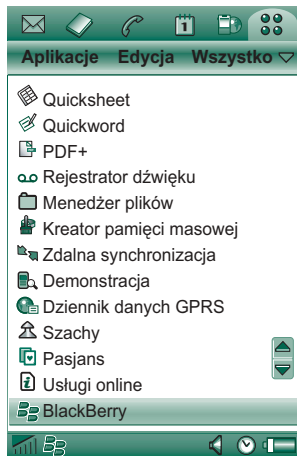 Aplikacje Edycja Wszystko
Quicksheet
Quickword
PDF+
Rejestrator dźwięku
Menedżer plików
Kreator pamięci masowej
Zdalna synchronizacja
Demonstracja
Dziennik danych GPRS
Szachy
Pasjans
Usługi online
BlackBerry